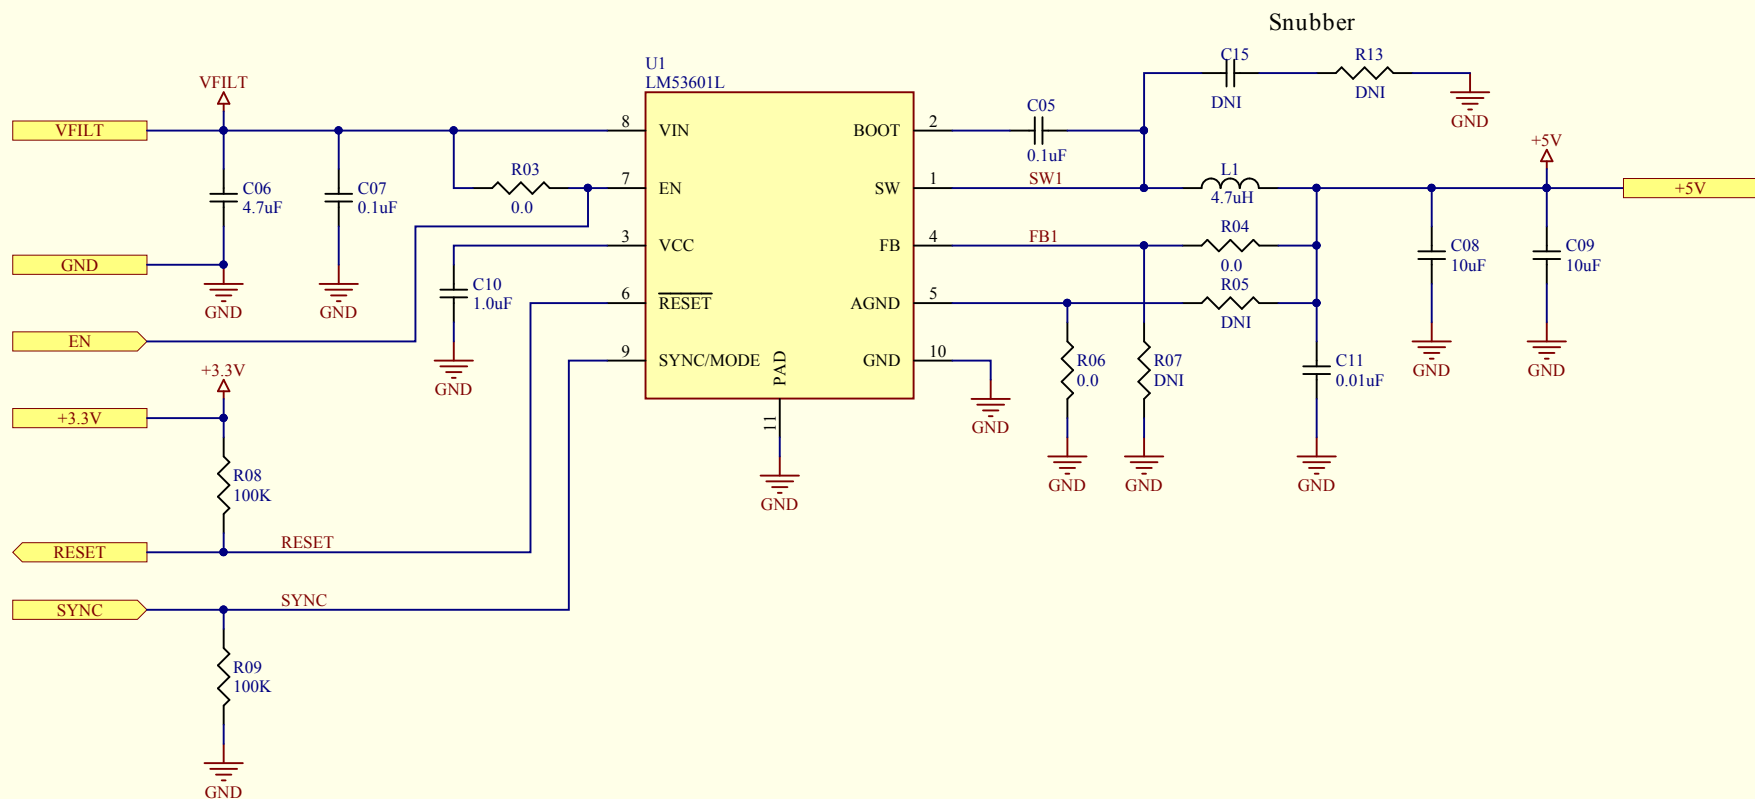 Snubber
U1
LM53601L
C15
DNI
R13
DNI
GND
VFILT
VFILT
8
VIN
BOOT
2
C05
0.1uF
+5V
R03
0.0
7
EN
SW
1
SW1
L1
4.7uH
+5V
C06
4.7uF
C07
0.1uF
3
VCC
FB
4
FB1
R04
0.0
C08
10uF
C09
10uF
GND
GND
GND
C10
1.0uF
6
RESET
AGND
5
R05
DNI
EN
9
SYNC/MODE
PAD
GND
10
R06
0.0
R07
DNI
C11
0.01uF
GND
GND
GND
+3.3V
+3.3V
11
GND
GND
GND
GND
GND
R08
100K
RESET
RESET
SYNC
SYNC
R09
100K
GND